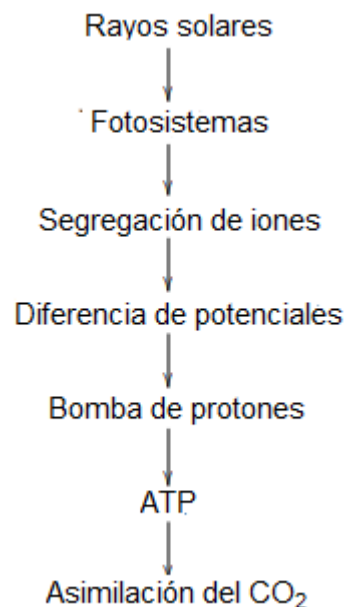 Rayos solares
Fotosistemas
Segregación de iones
Diferencia de potenciales
Bomba de protones
ATP
Asimilación del CO₂